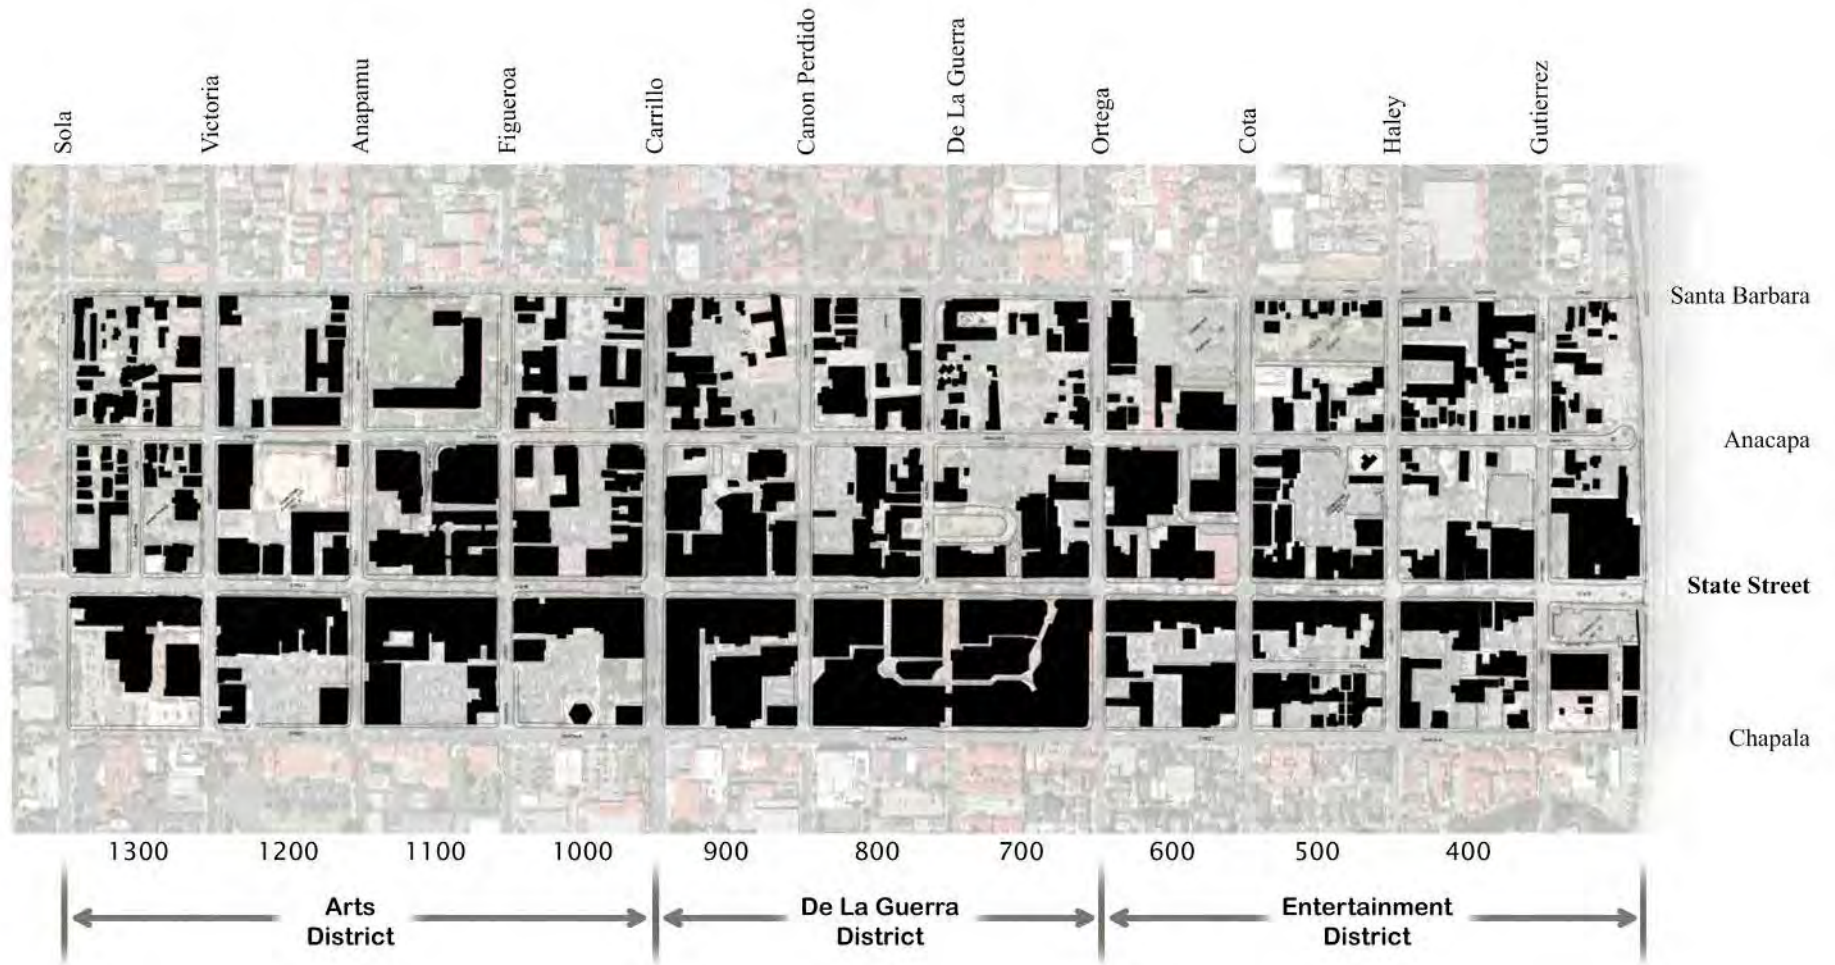 Sola
Victoria
Anapamu
Figueroa
Carrillo
Canon Perdido
De La Guerra
Ortega
Cota
Haley
Gutierrez
Santa Barbara
Anacapa
State Street
Chapala
1300
1200
1100
1000
900
800
700
600
500
400
Arts
District
De La Guerra
District
Entertainment
District